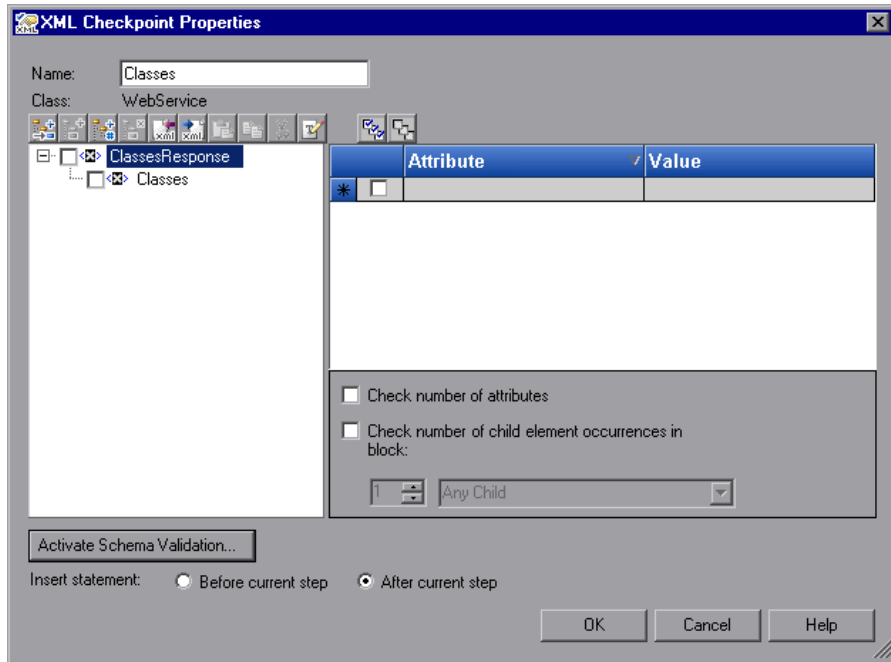 XML Checkpoint Properties
Name: Classes
Class: WebService
xml xml
ClassesResponse
Classes
Attribute Value
Check number of attributes
Check number of child element occurrences in
block:
1 Any Child
Activate Schema Validation...
Insert statement: Before current step After current step
OK Cancel Help